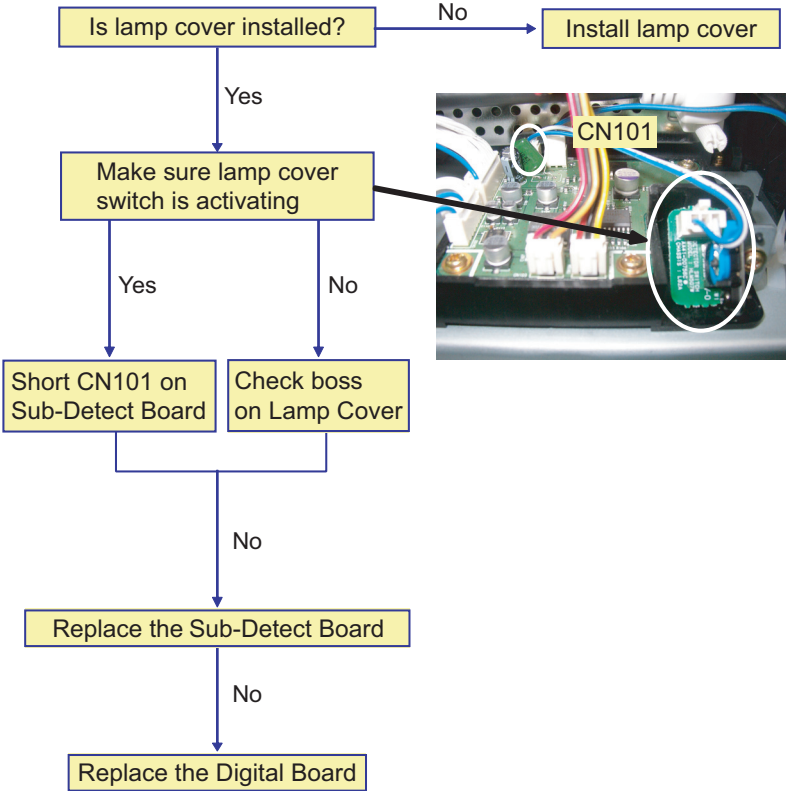 Is lamp cover installed?
No
Install lamp cover
Yes
CN101
Make sure lamp cover
switch is activating
Yes
No
Short CN101 on
Sub-Detect Board
Check boss
on Lamp Cover
No
Replace the Sub-Detect Board
No
Replace the Digital Board